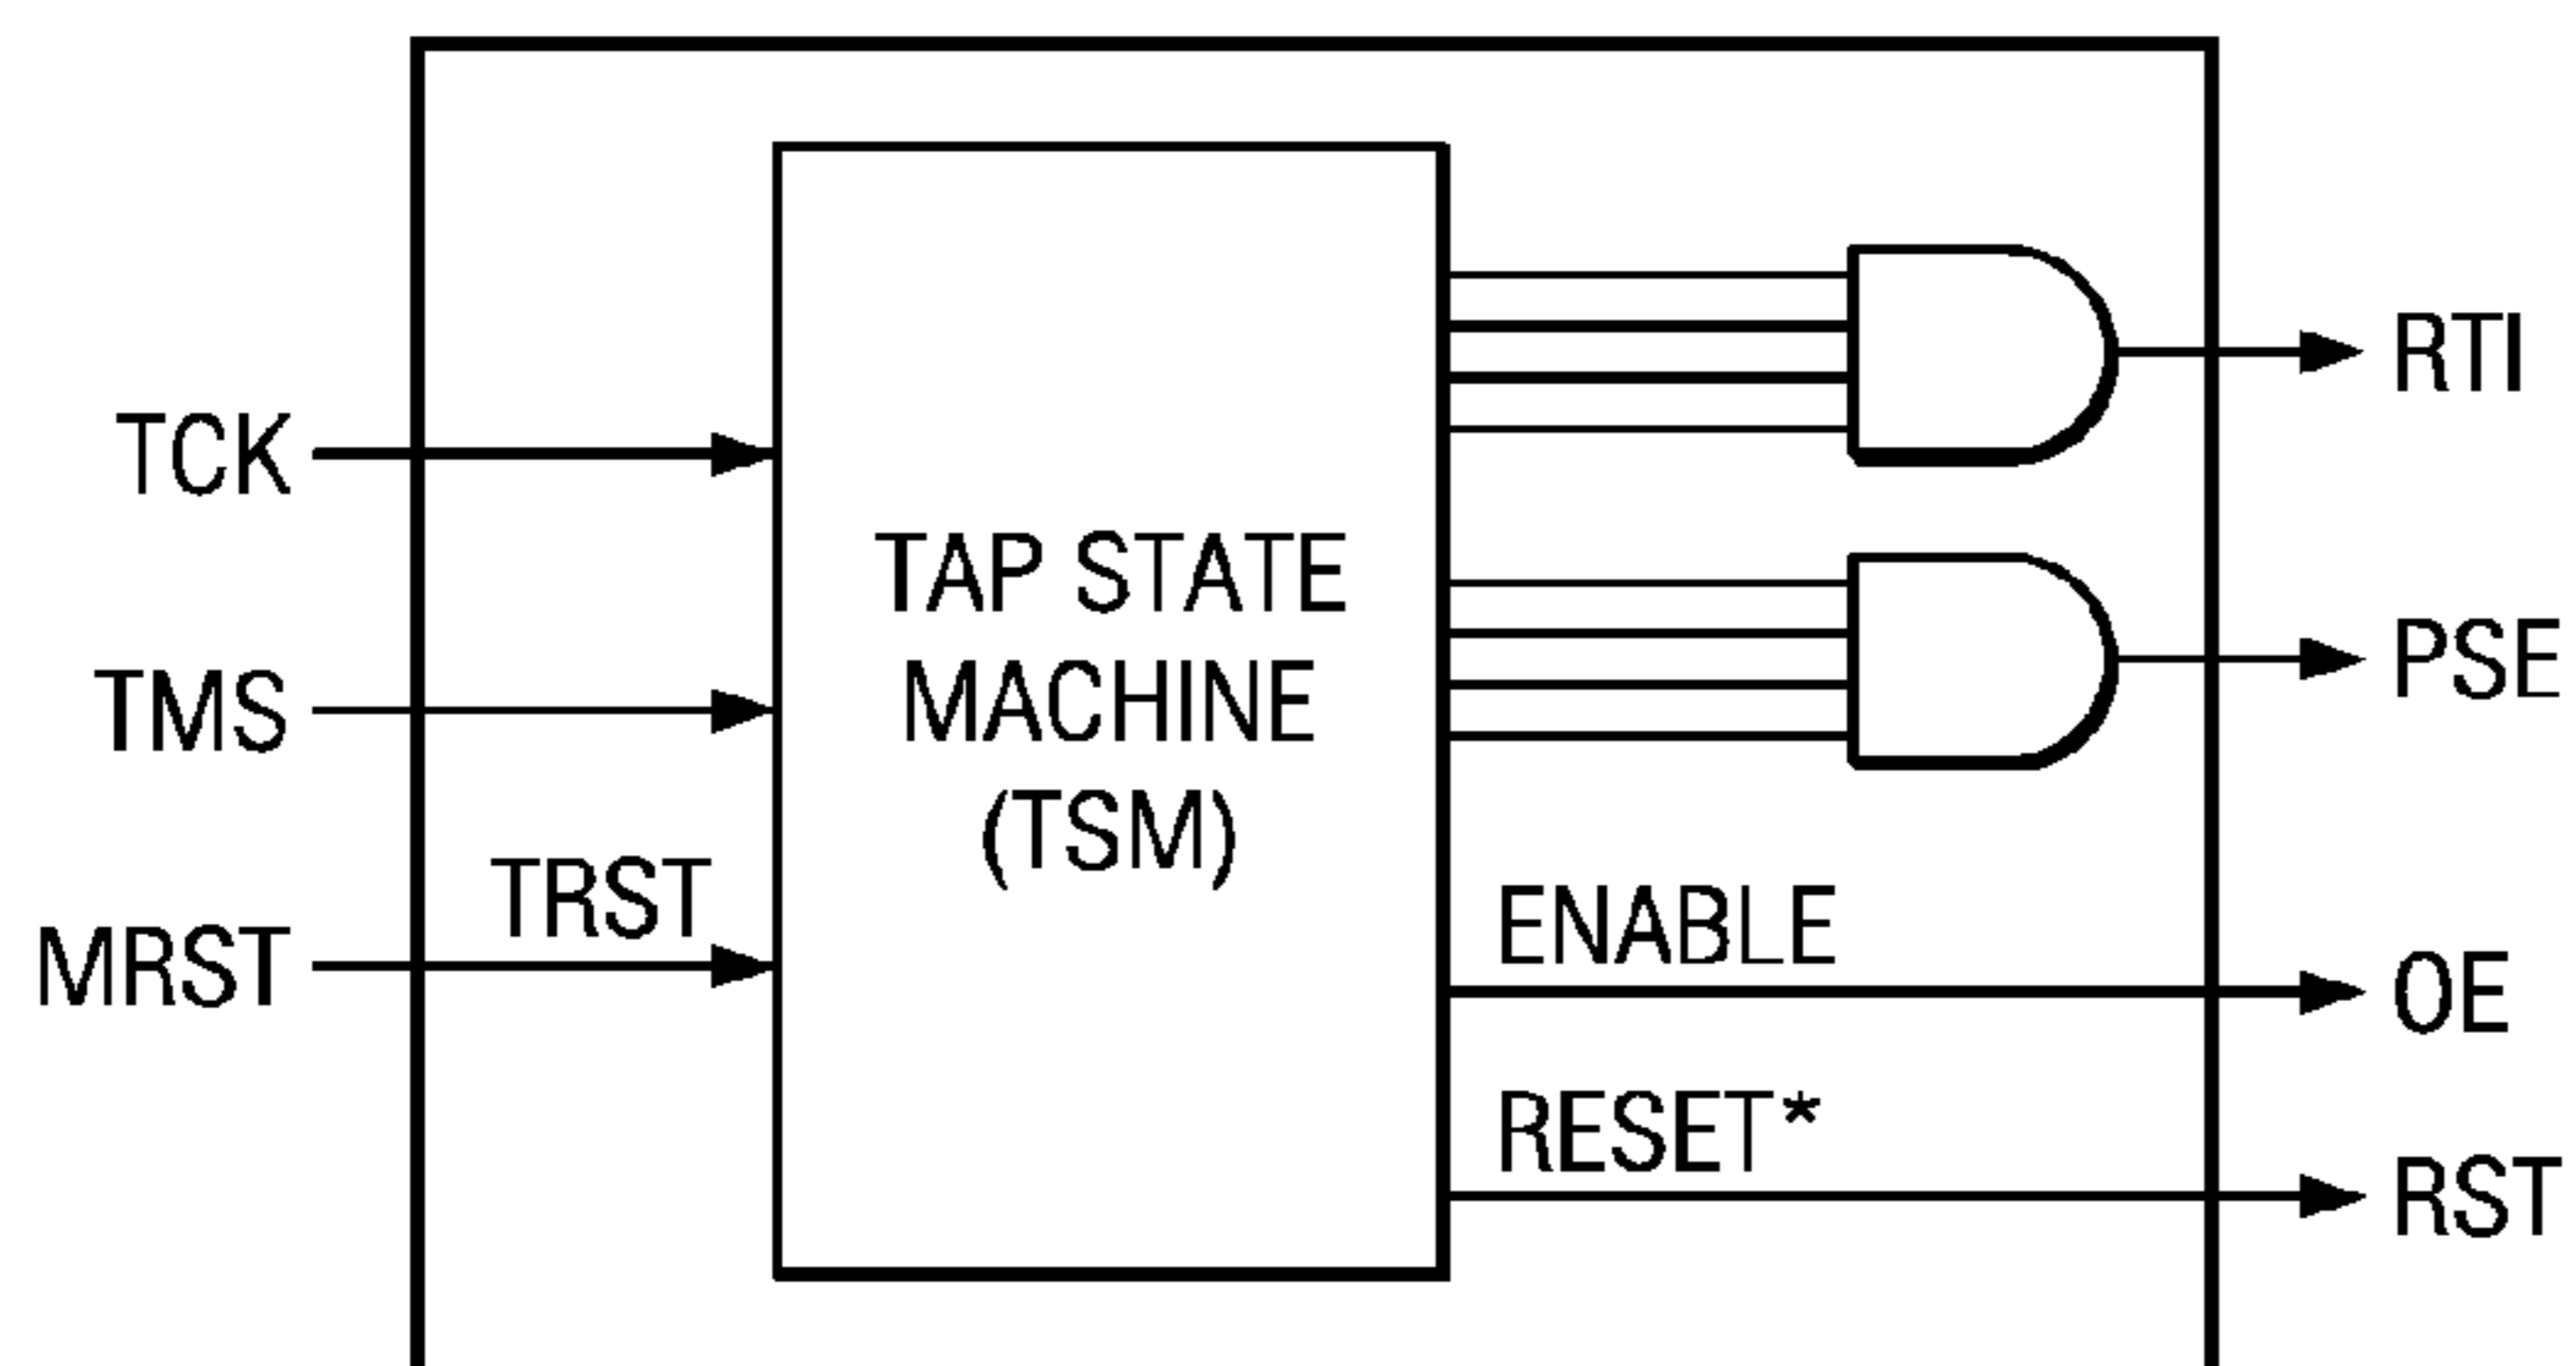 TCK
TMS
MRST
TRST
TAP STATE
MACHINE
(TSM)
ENABLE
RESET*
RTI
PSE
OE
RST